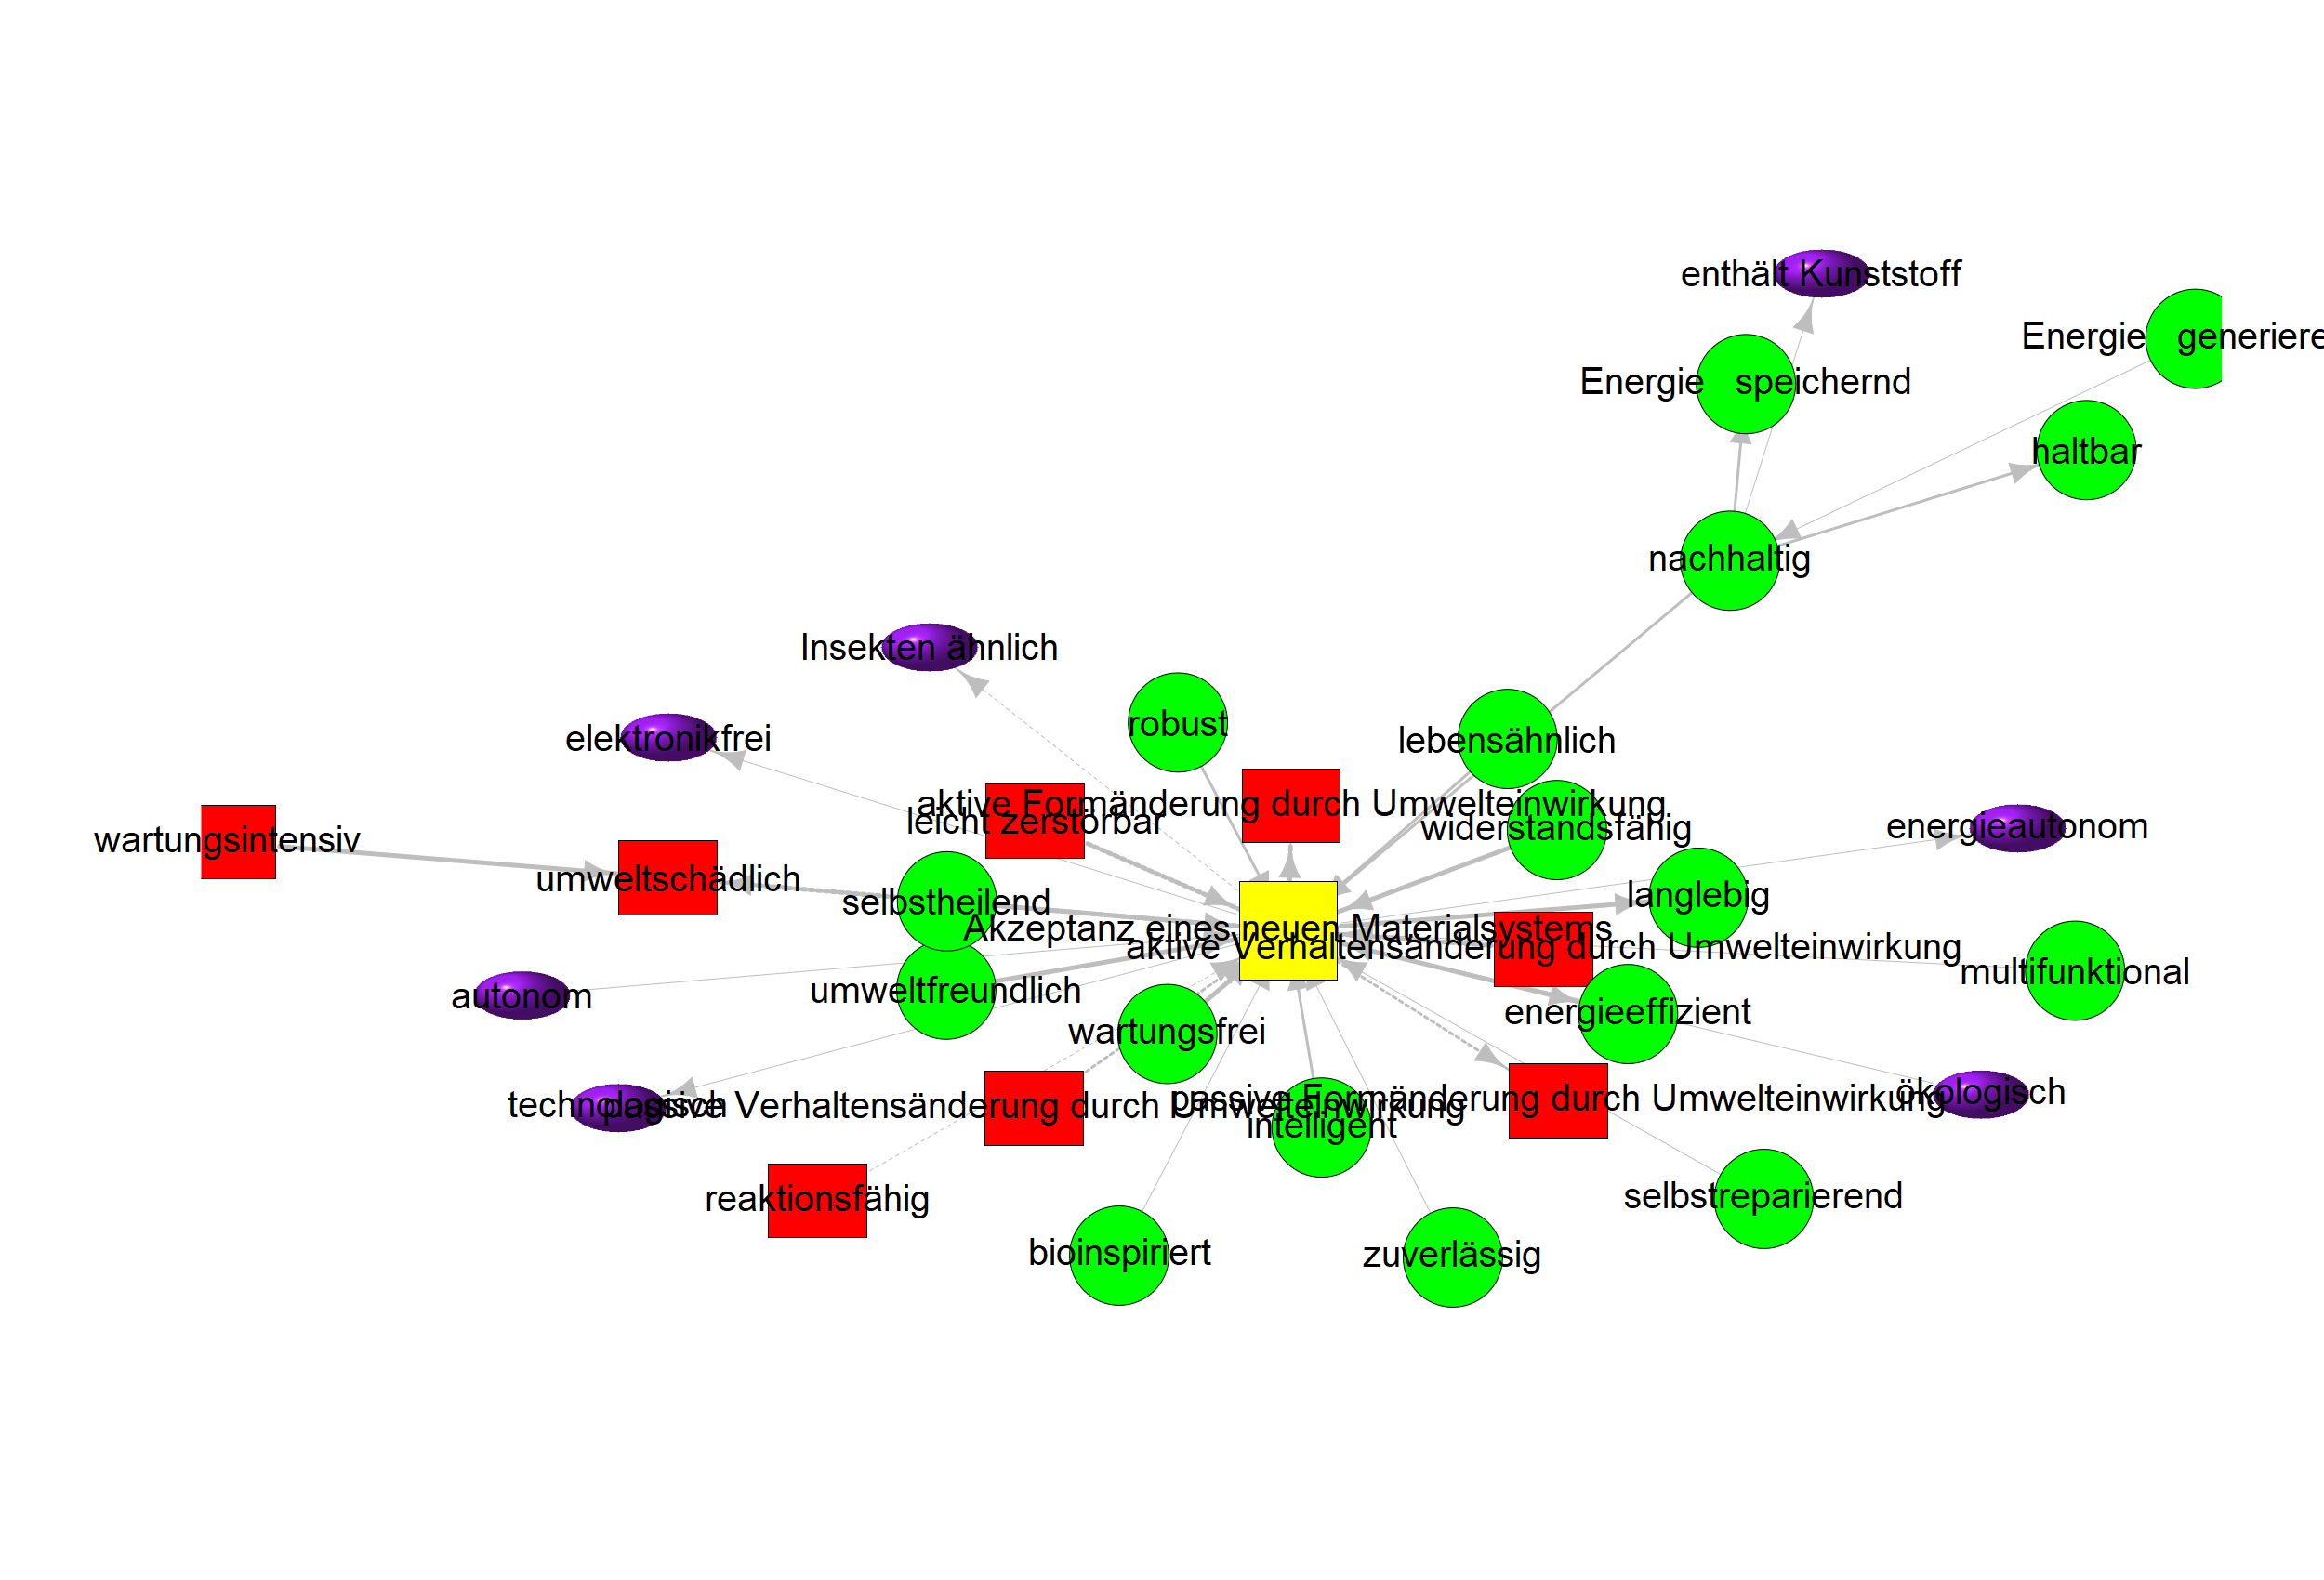 enthält Kunststoff
Energie generiere
Energie speichernd
haltbar
nachhaltig
Insekten ähnlich
robust
elektronikfrei
lebensähnlich
aktive Formänderung durch Umwelteinwirkung
leicht zerstörbar
widerstandsfähig
energieautonom
wartungsintensiv
umweltschädlich
langlebig
selbstheilend
Akzeptanz eines neuen Materialsystems
aktive Verhaltensänderung durch Umwelteinwirkung
multifunktional
umweltfreundlich
autonom
energieeffizient
wartungsfrei
ökologisch
passive Formänderung durch Umwelteinwirkung
technologisch
passive Verhaltensänderung durch Umwelteinwirkung
intelligent
selbstreparierend
reaktionsfähig
bioinspiriert
zuverlässig